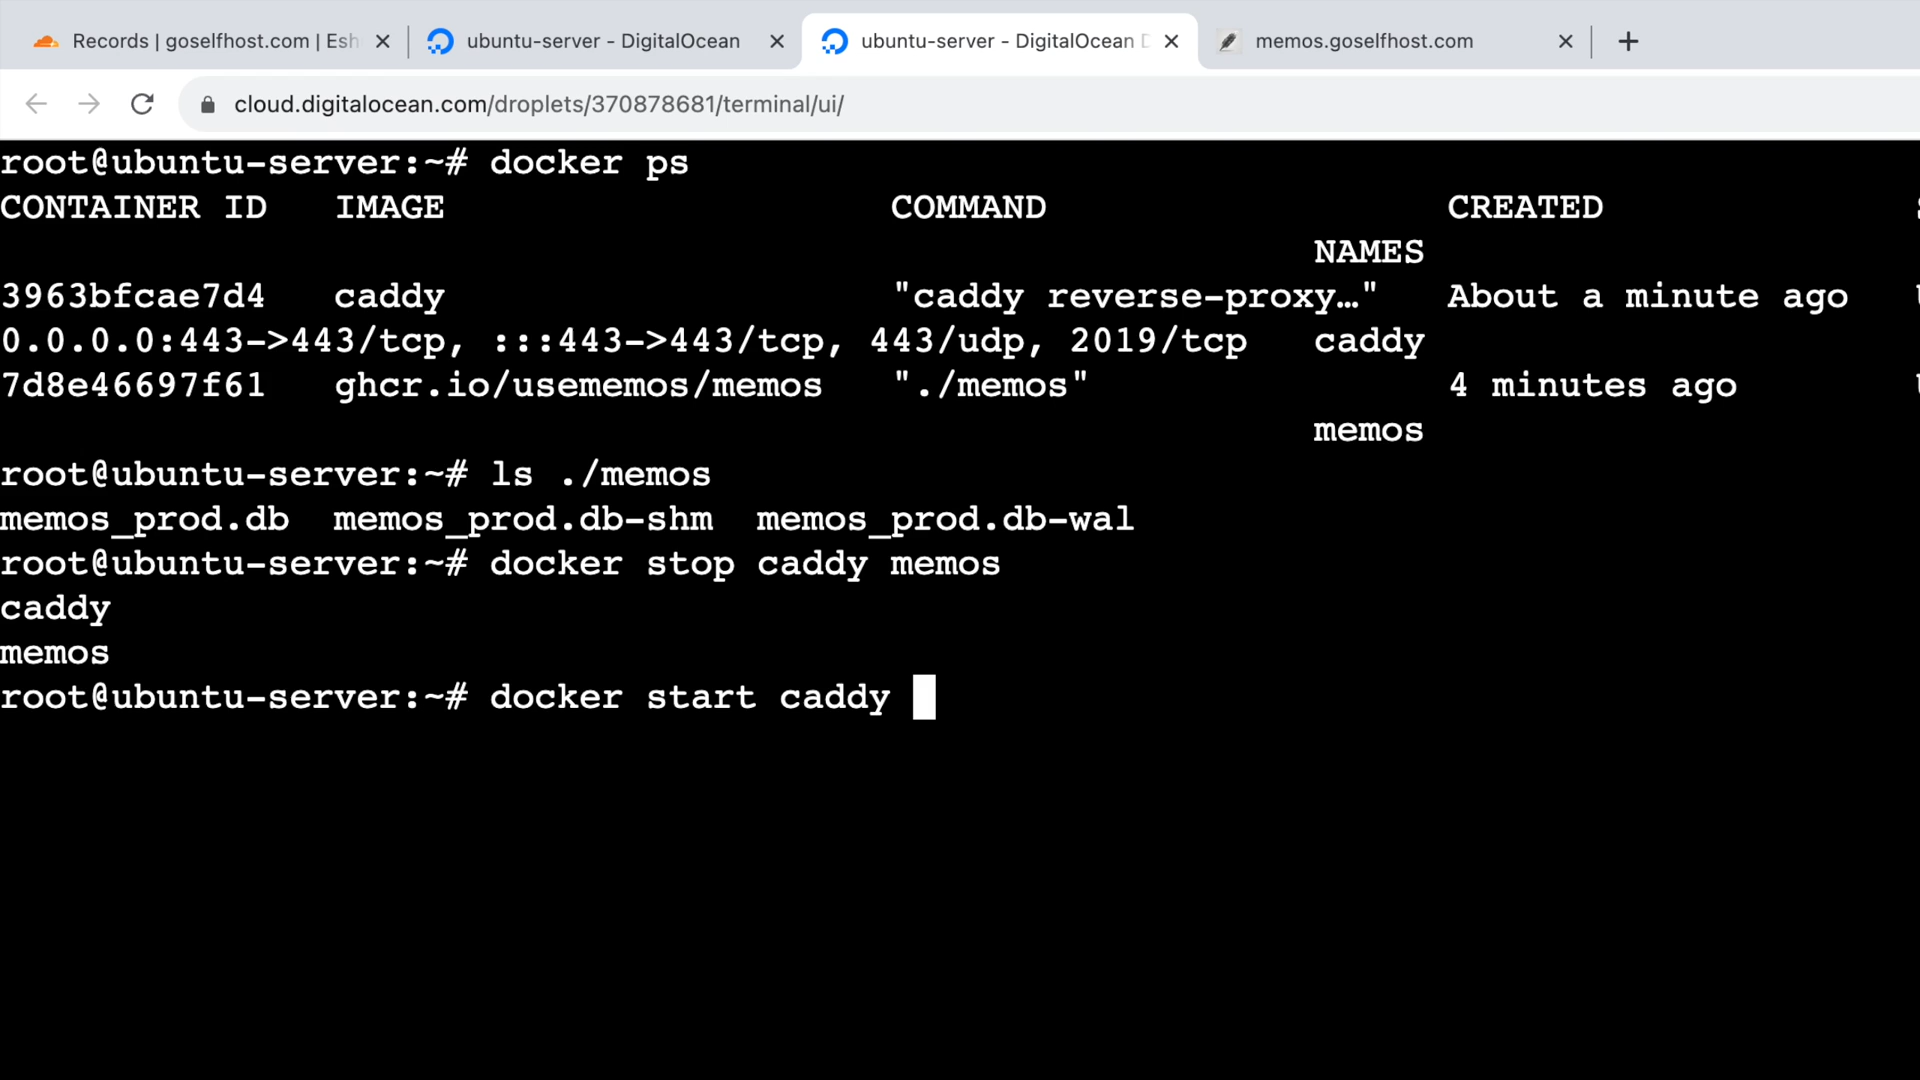 Records | goselfhost.com | Esh
ubuntu-server - DigitalOcean
ubuntu-server - DigitalOcean D
memos.goselfhost.com
cloud.digitalocean.com/droplets/370878681/terminal/ui/
root@ubuntu-server:~# docker ps
CONTAINER ID   IMAGE   COMMAND   CREATED
NAMES
3963bfcae7d4   caddy   "caddy reverse-proxy…"   About a minute ago
0.0.0.0:443->443/tcp, :::443->443/tcp, 443/udp, 2019/tcp   caddy
7d8e46697f61   ghcr.io/usememos/memos   "./memos"   4 minutes ago
memos
root@ubuntu-server:~# ls ./memos
memos_prod.db  memos_prod.db-shm  memos_prod.db-wal
root@ubuntu-server:~# docker stop caddy memos
caddy
memos
root@ubuntu-server:~# docker start caddy